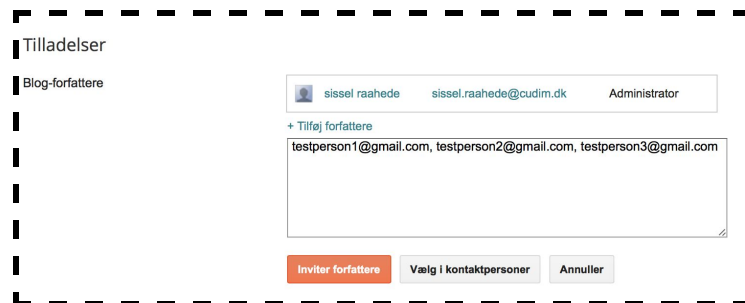 Tilladelser
Blog-forfattere
sissel raahede sissel.raahede@cudim.dk Administrator
+ Tilføj forfattere
testperson1@gmail.com, testperson2@gmail.com, testperson3@gmail.com
Inviter forfattere Vælg i kontaktpersoner Annuller